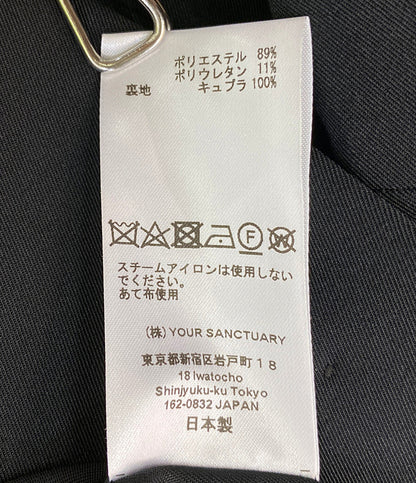 ポリエステル 89%
ポリウレタン 11%
裏地 キュプラ 100%
F W
スチームアイロンは使用しない
でください。
あて布使用
(株) YOUR SANCTUARY
東京都新宿区岩戸町18
18 Iwatocho
Shinjyuku-ku Tokyo
162-0832 JAPAN
日本製